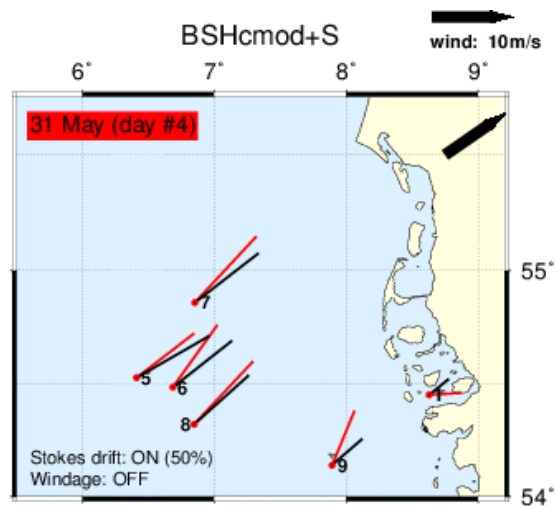 BSHcmod+S
wind: 10m/s
6° 7° 8° 9°
31 May (day #4)
55°
7
5
6
8
1
9
Stokes drift: ON (50%)
Windage: OFF
54°